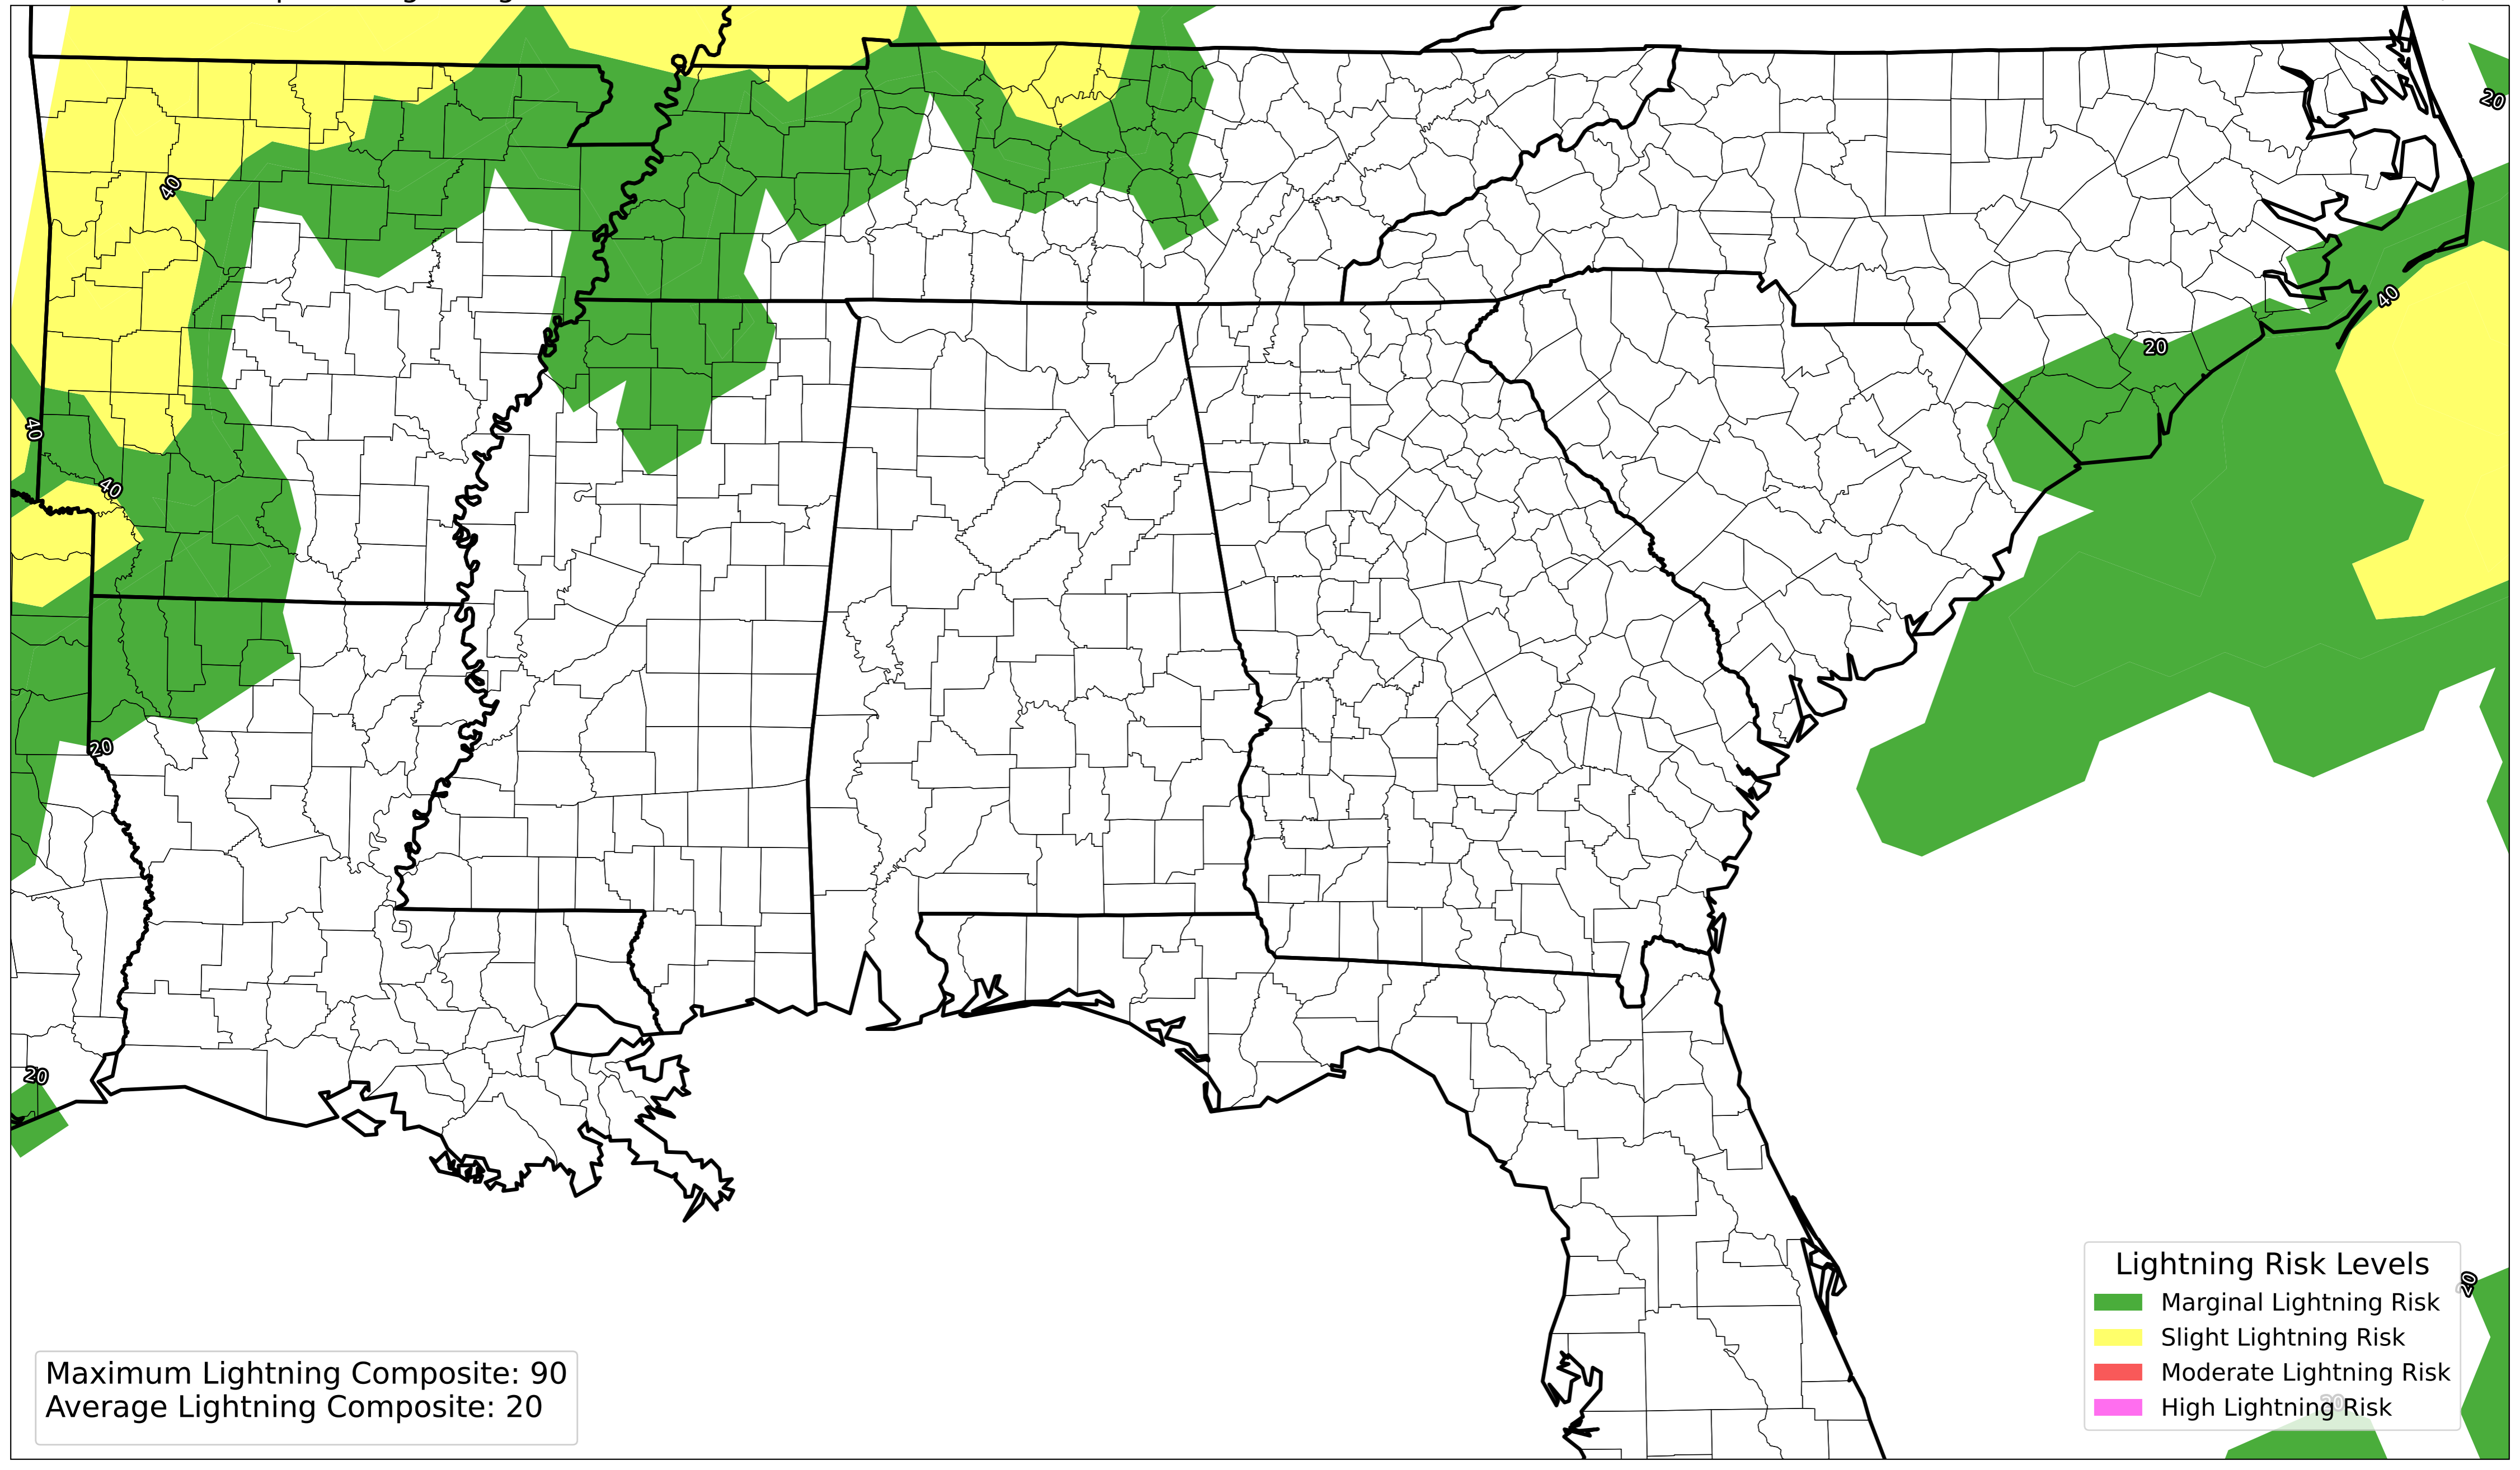 20
40
40
20
40
40
20
20
20
Lightning Risk Levels
Marginal Lightning Risk
Slight Lightning Risk
Moderate Lightning Risk
High Lightning Risk
20
Maximum Lightning Composite: 90
Average Lightning Composite: 20